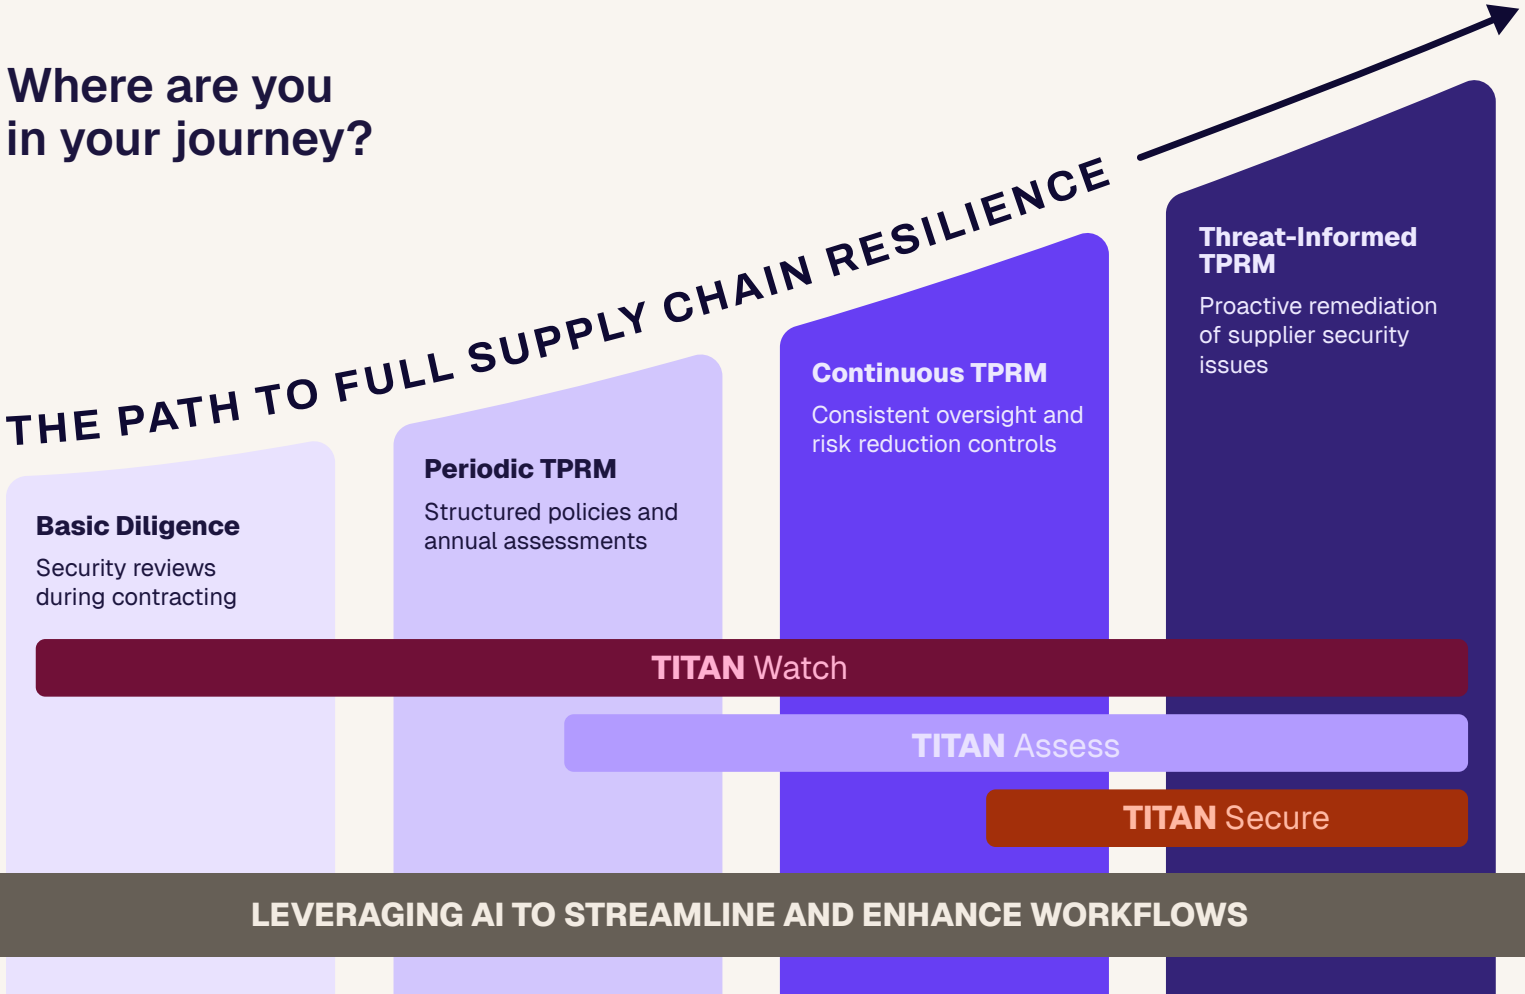 Where are you
in your journey?
THE PATH TO FULL SUPPLY CHAIN RESILIENCE
Basic Diligence
Security reviews
during contracting
Periodic TPRM
Structured policies and
annual assessments
Continuous TPRM
Consistent oversight and
risk reduction controls
Threat-Informed
TPRM
Proactive remediation
of supplier security
issues
TITAN Watch
TITAN Assess
TITAN Secure
LEVERAGING AI TO STREAMLINE AND ENHANCE WORKFLOWS